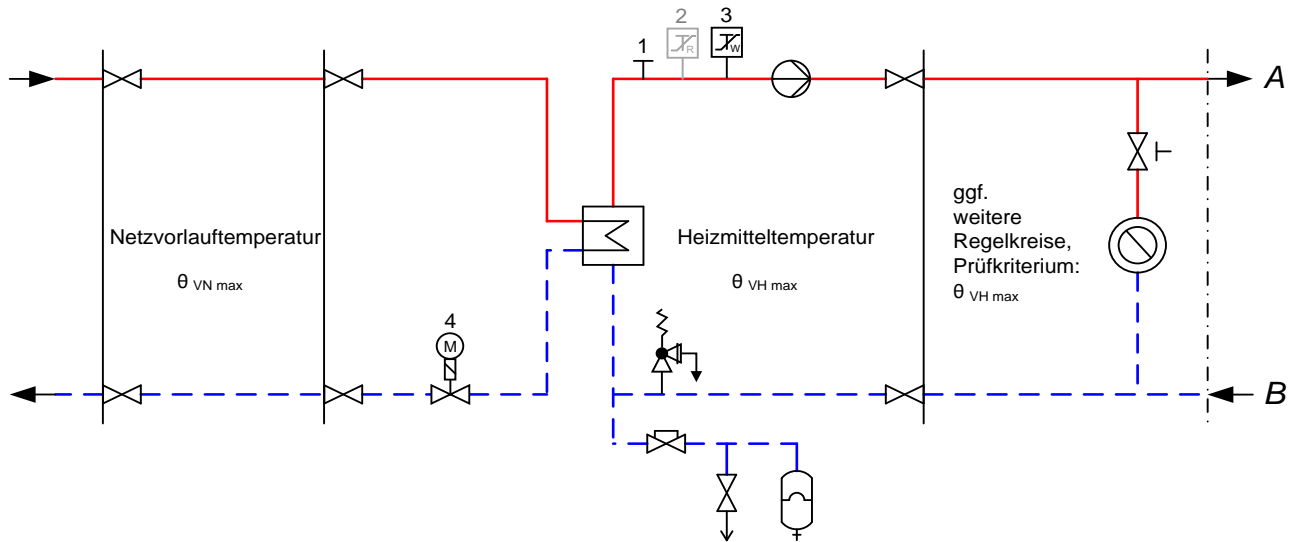 2
3
1
R
W
A
Netzvorlauftemperatur
θ VN max
Heizmitteltemperatur
θ VH max
ggf.
weitere
Regelkreise,
Prüfkriterium:
θ VH max
4
M
B